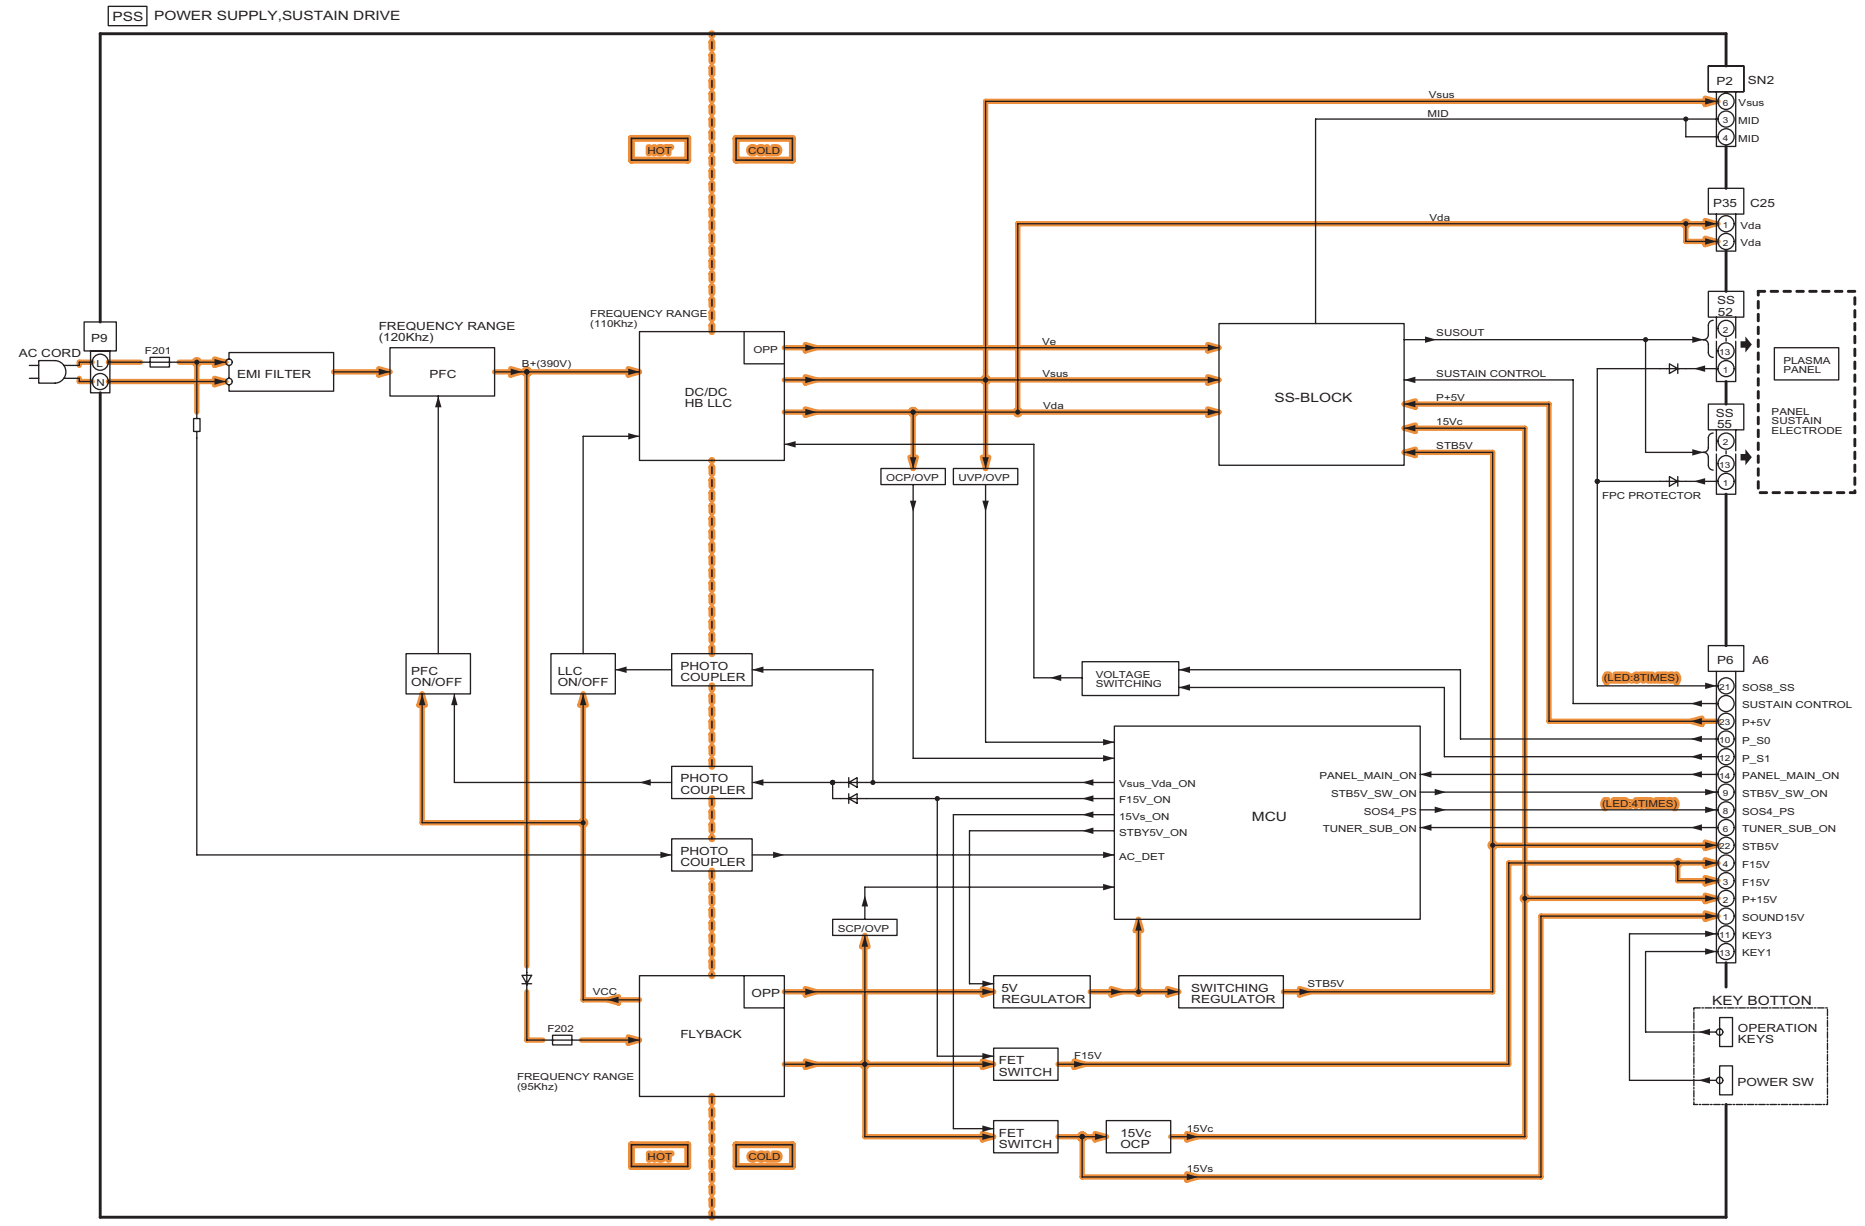 PSS POWER SUPPLY,SUSTAIN DRIVE
P2 SN2
Vsus
6 Vsus
MID
3 MID
4 MID
HOT
COLD
P35 C25
Vda
1 Vda
2 Vda
SS
52
2
13
1
PLASMA
PANEL
PANEL
SUSTAIN
ELECTRODE
SS
55
2
13
1
FPC PROTECTOR
P9
AC CORD
L
N
F201
EMI FILTER
FREQUENCY RANGE
(120Khz)
PFC
B+(390V)
FREQUENCY RANGE
(110Khz)
OPP
DC/DC
HB LLC
Ve
Vsus
Vda
OCP/OVP
UVP/OVP
SS-BLOCK
SUSOUT
SUSTAIN CONTROL
P+5V
15Vc
STB5V
PFC
ON/OFF
LLC
ON/OFF
PHOTO
COUPLER
VOLTAGE
SWITCHING
PHOTO
COUPLER
PHOTO
COUPLER
Vsus_Vda_ON
F15V_ON
15Vs_ON
STBY5V_ON
AC_DET
MCU
PANEL_MAIN_ON
STB5V_SW_ON
SOS4_PS
TUNER_SUB_ON
P6 A6
(LED:8TIMES)
21 SOS8_SS
SUSTAIN CONTROL
23 P+5V
10 P_S0
12 P_S1
14 PANEL_MAIN_ON
9 STB5V_SW_ON
(LED:4TIMES)
8 SOS4_PS
6 TUNER_SUB_ON
22 STB5V
4 F15V
3 F15V
2 P+15V
1 SOUND15V
11 KEY3
13 KEY1
SCP/OVP
VCC
OPP
FLYBACK
F202
FREQUENCY RANGE
(95Khz)
5V
REGULATOR
SWITCHING
REGULATOR
STB5V
FET
SWITCH
F15V
FET
SWITCH
15Vc
OCP
15Vc
15Vs
KEY BOTTON
OPERATION
KEYS
POWER SW
HOT
COLD